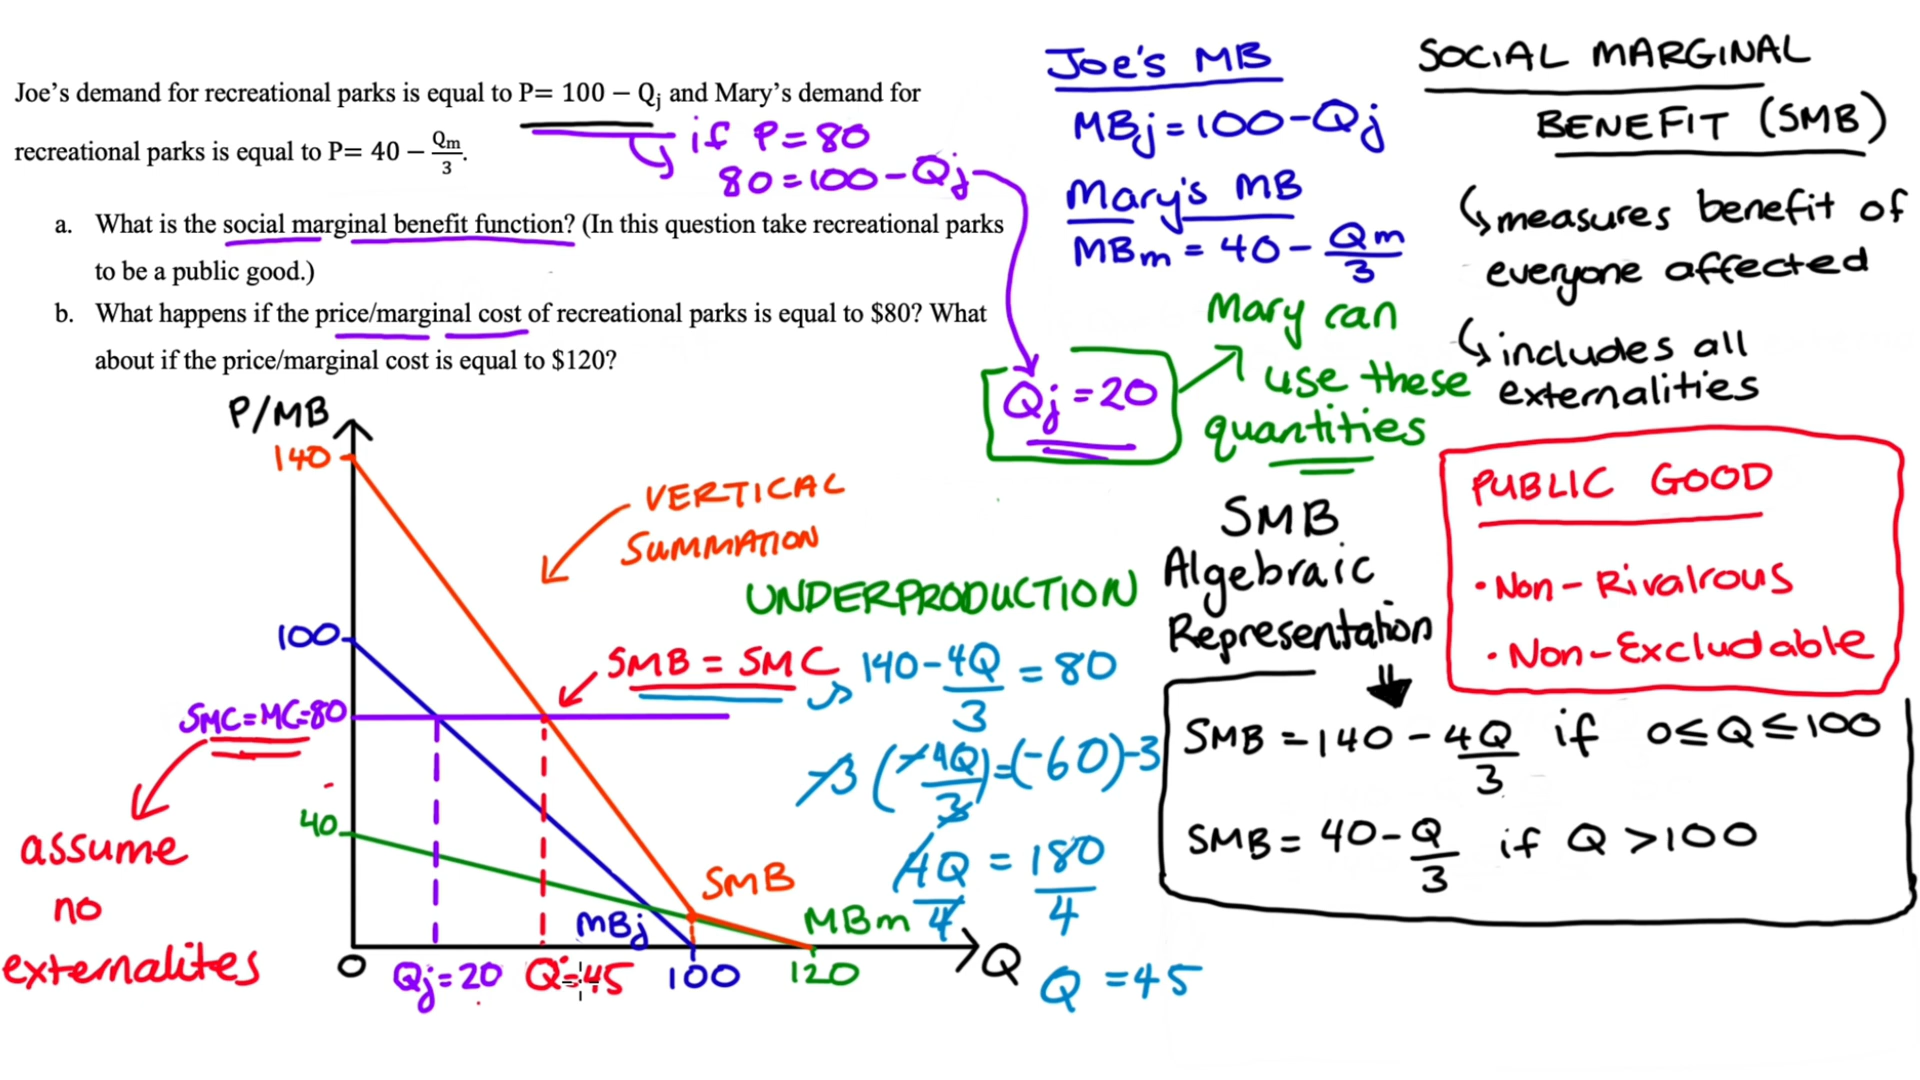 Joe's demand for recreational parks is equal to P= 100 − Qj and Mary's demand for
recreational parks is equal to P= 40 − Qm/3.
if P=80
80=100-Qj
a. What is the social marginal benefit function? (In this question take recreational parks
to be a public good.)
b. What happens if the price/marginal cost of recreational parks is equal to $80? What
about if the price/marginal cost is equal to $120?
Qj=20
Joe's MB
MBj=100-Qj
Mary's MB
MBm = 40- Qm/3
Mary can
use these
quantities
SOCIAL MARGINAL
BENEFIT (SMB)
↳measures benefit of
everyone affected
↳includes all
externalities
PUBLIC GOOD
•Non-Rivalrous
•Non-Excludable
P/MB
140
100
SMC=MC=80
40
assume
no
externalites
VERTICAL
SUMMATION
UNDERPRODUCTION
SMB = SMC
140-4Q/3 = 80
-3(-4Q/3)=(-60)-3
4Q/4 = 180/4
Q =45
SMB
MBj
MBm
0
Qj=20
Q*=45
100
120
Q
SMB
Algebraic
Representation
SMB =140-4Q/3 if 0≤Q≤100
SMB= 40-Q/3 if Q >100